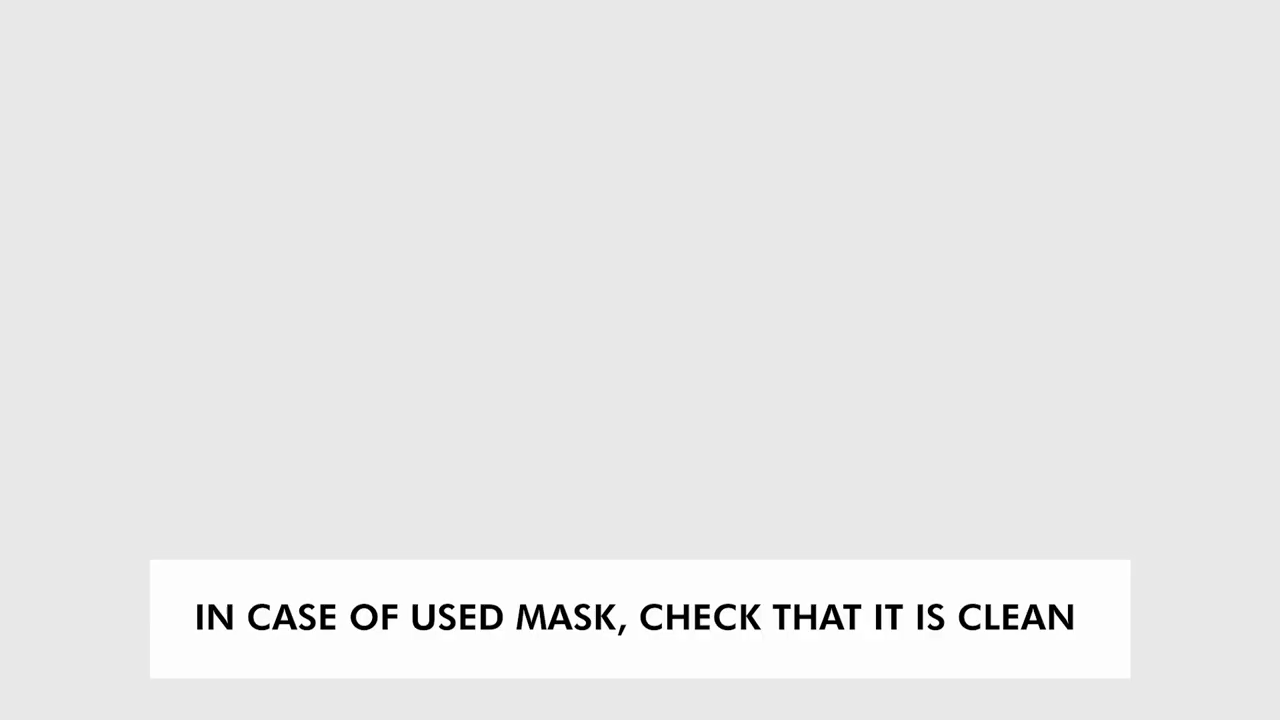 IN CASE OF USED MASK, CHECK THAT IT IS CLEAN